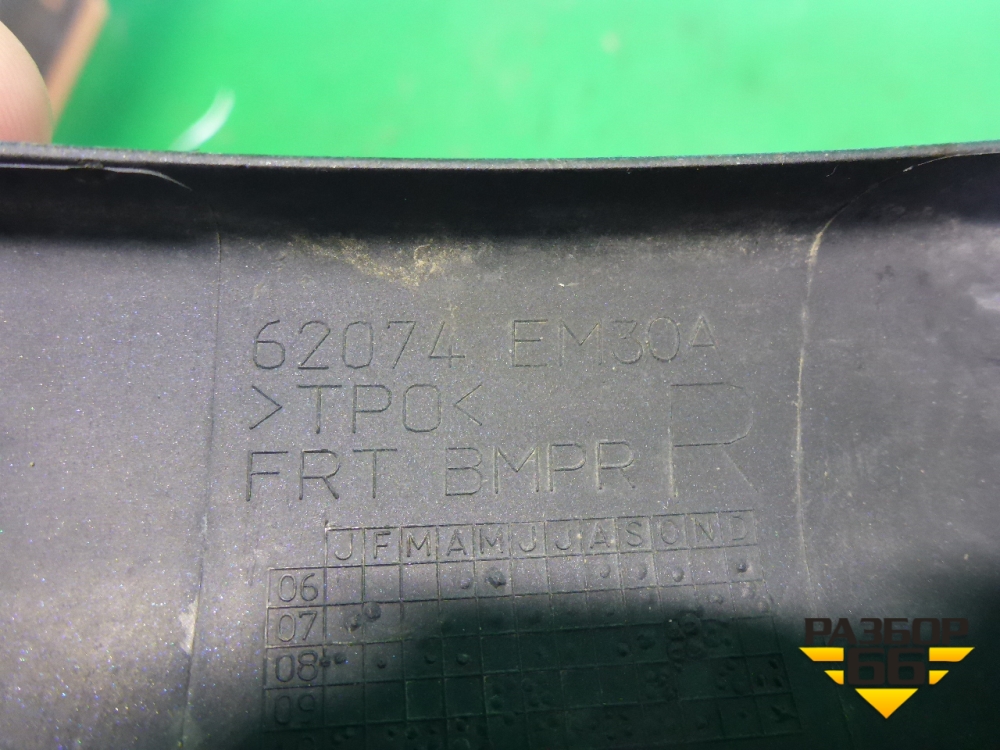 62074 EM30A
>TPO<
FRT BMPR R
J F M A M J J A S O N D
06
07
08
09
РАЗБОР
66